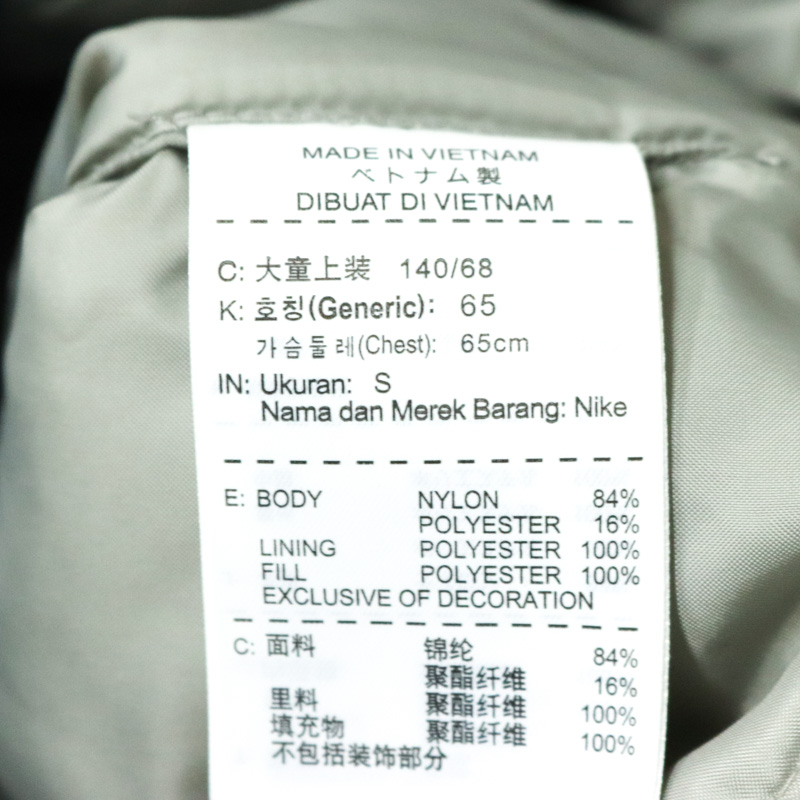 MADE IN VIETNAM
ベトナム製
DIBUAT DI VIETNAM
C: 大童上装 140/68
K: 호칭(Generic): 65
가슴둘레(Chest): 65cm
IN: Ukuran: S
Nama dan Merek Barang: Nike
E: BODY NYLON 84%
POLYESTER 16%
LINING POLYESTER 100%
FILL POLYESTER 100%
EXCLUSIVE OF DECORATION
C: 面料 锦纶 84%
聚酯纤维 16%
里料 聚酯纤维 100%
填充物 聚酯纤维 100%
不包括装饰部分